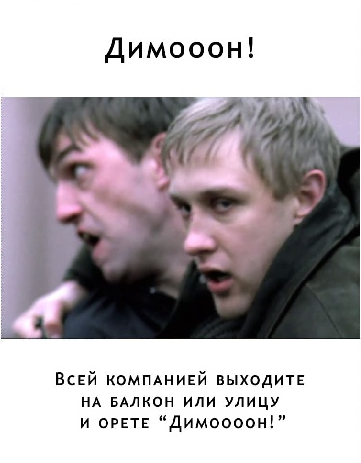 Димооон!
Всей компанией выходите
на балкон или улицу
и орете “Димоооон!”